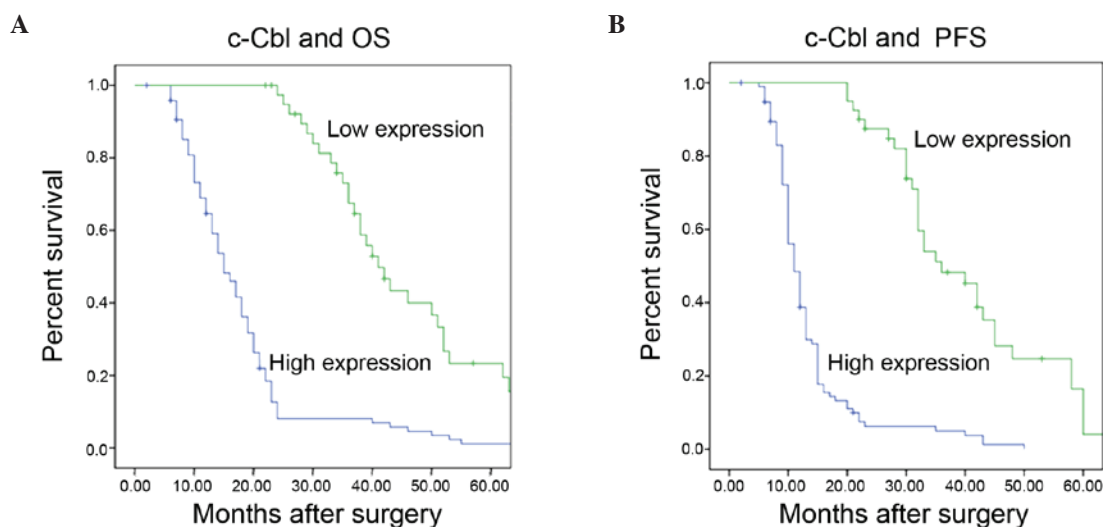 A
c-Cbl and OS
1.0
0.8
0.6
0.4
0.2
0.0
Percent survival
Low expression
High expression
0.00 10.00 20.00 30.00 40.00 50.00 60.00
Months after surgery
B
c-Cbl and PFS
1.0
0.8
0.6
0.4
0.2
0.0
Percent survival
Low expression
High expression
0.00 10.00 20.00 30.00 40.00 50.00 60.00
Months after surgery